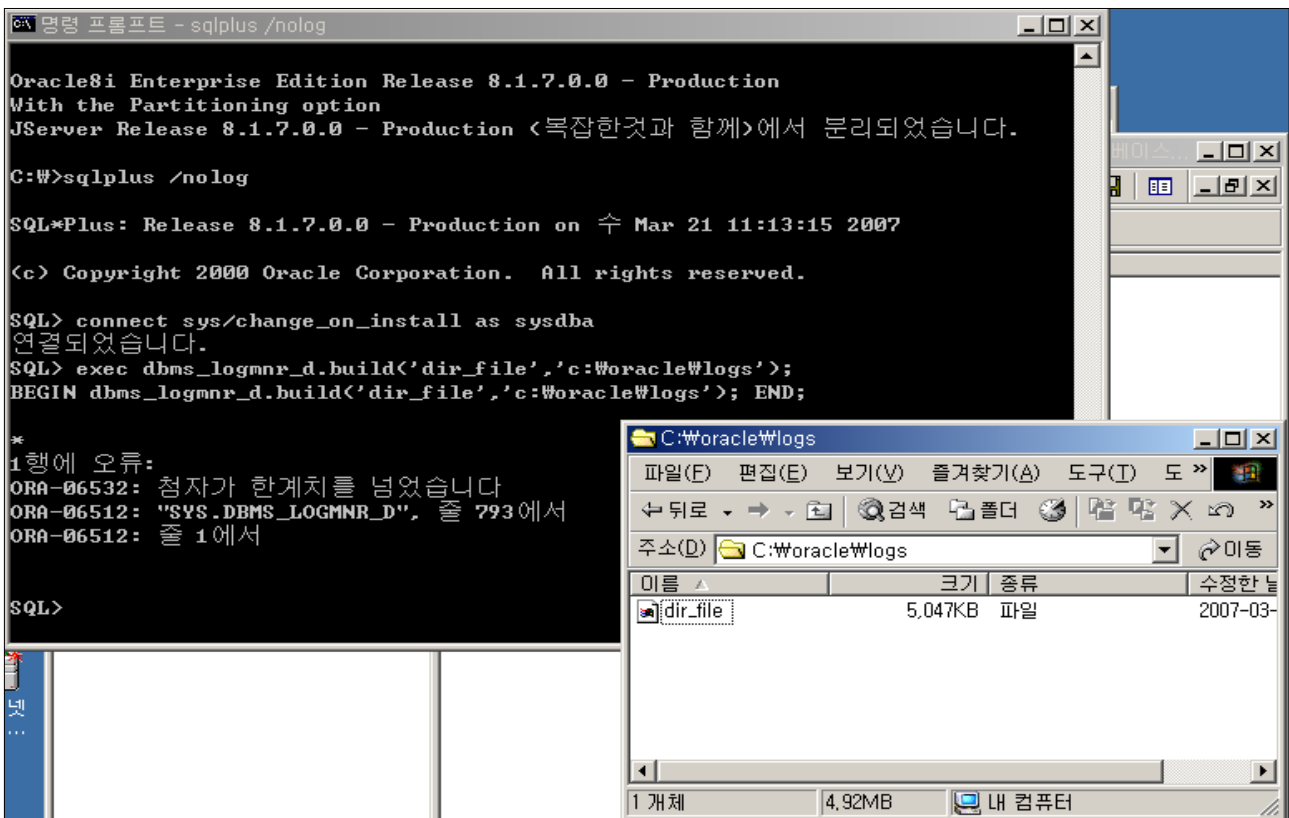 명령 프롬프트 - sqlplus /nolog
Oracle8i Enterprise Edition Release 8.1.7.0.0 - Production
With the Partitioning option
JServer Release 8.1.7.0.0 - Production (복잡한것과 함께)에서 분리되었습니다.
C:₩>sqlplus /nolog
SQL*Plus: Release 8.1.7.0.0 - Production on 수 Mar 21 11:13:15 2007
(c) Copyright 2000 Oracle Corporation.  All rights reserved.
SQL> connect sys/change_on_install as sysdba
연결되었습니다.
SQL> exec dbms_logmnr_d.build('dir_file','c:₩oracle₩logs');
BEGIN dbms_logmnr_d.build('dir_file','c:₩oracle₩logs'); END;
*
1행에 오류:
ORA-06532: 첨자가 한계치를 넘었습니다
ORA-06512: "SYS.DBMS_LOGMNR_D", 줄 793에서
ORA-06512: 줄 1에서
SQL>
베이스...
C:₩oracle₩logs
파일(F) 편집(E) 보기(V) 즐겨찾기(A) 도구(T) 도 »
뒤로 검색 폴더 »
주소(D) C:₩oracle₩logs 이동
이름 크기 종류 수정한 날
dir_file 5,047KB 파일 2007-03-
1 개체 4,92MB 내 컴퓨터
넷
...